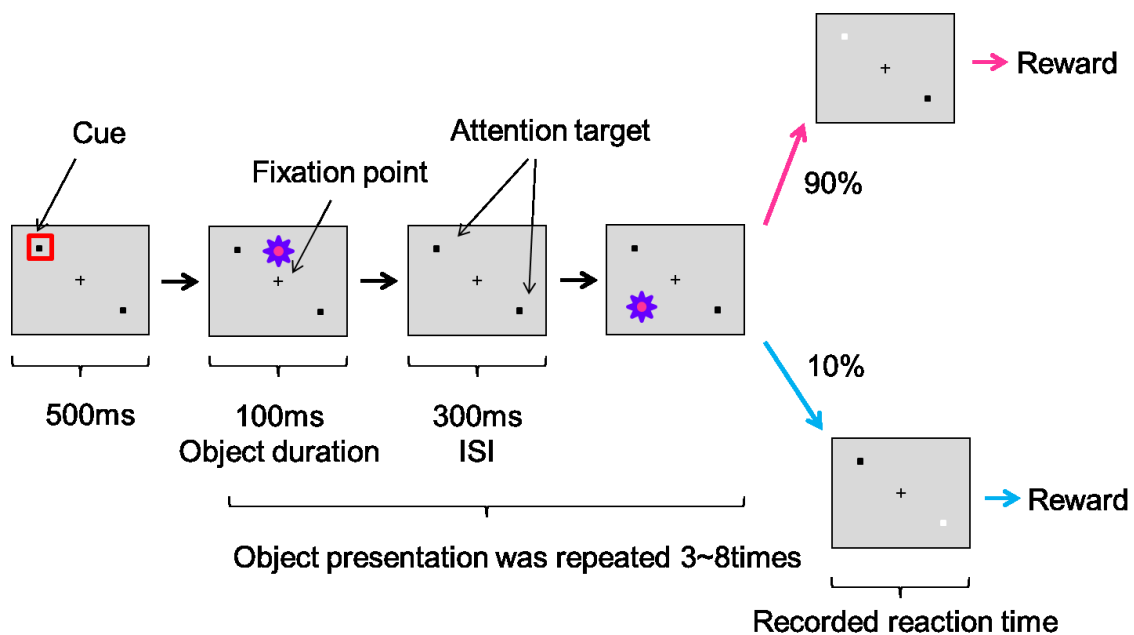 Cue
Fixation point
Attention target
90%
Reward
10%
Reward
500ms
100ms
Object duration
300ms
ISI
Object presentation was repeated 3~8times
Recorded reaction time